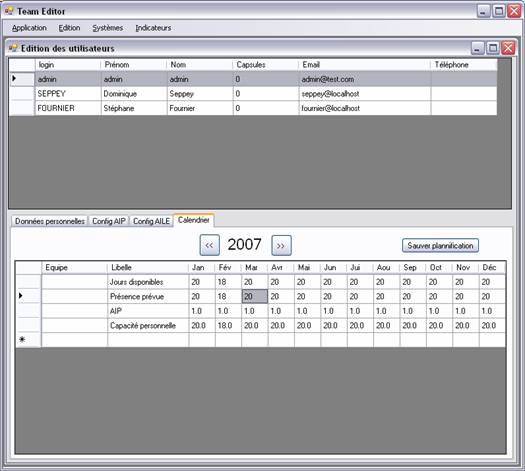 Team Editor
Application Edition Systèmes Indicateurs
Edition des utilisateurs
login Prénom Nom Capsules Email Téléphone
admin admin admin 0 admin@test.com
SEPPEY Dominique Seppey 0 seppey@localhost
FOURNIER Stéphane Fournier 0 fournier@localhost
Données personnelles Config AIP Config AILE Calendrier
<< 2007 >> Sauver plannification
Equipe Libelle Jan Fév Mar Avr Mai Jun Jui Aou Sep Oct Nov Déc
Jours disponibles 20 18 20 20 20 20 20 20 20 20 20 20
Présence prévue 20 18 20 20 20 20 20 20 20 20 20 20
AIP 1.0 1.0 1.0 1.0 1.0 1.0 1.0 1.0 1.0 1.0 1.0 1.0
Capacité personnelle 20.0 18.0 20.0 20.0 20.0 20.0 20.0 20.0 20.0 20.0 20.0 20.0